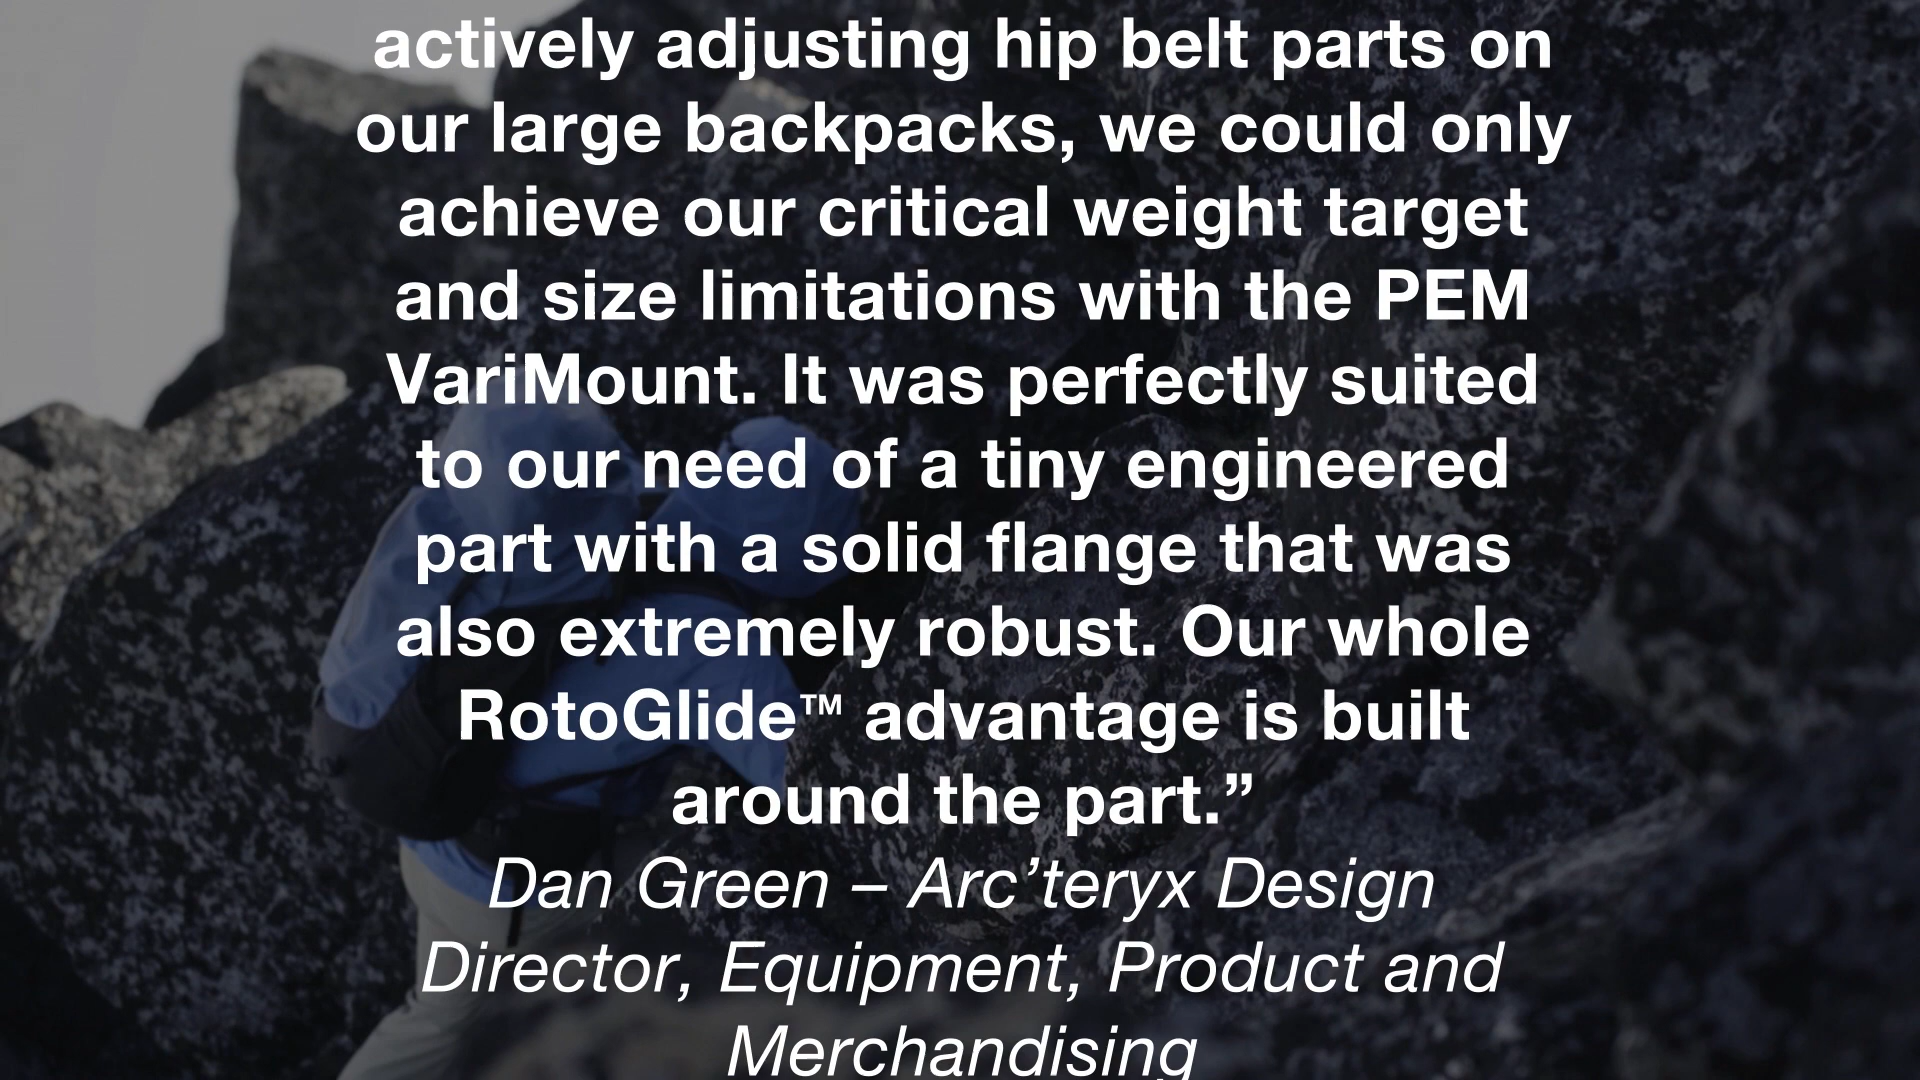 actively adjusting hip belt parts on
our large backpacks, we could only
achieve our critical weight target
and size limitations with the PEM
VariMount. It was perfectly suited
to our need of a tiny engineered
part with a solid flange that was
also extremely robust. Our whole
RotoGlide™ advantage is built
around the part.”
Dan Green – Arc’teryx Design
Director, Equipment, Product and
Merchandising